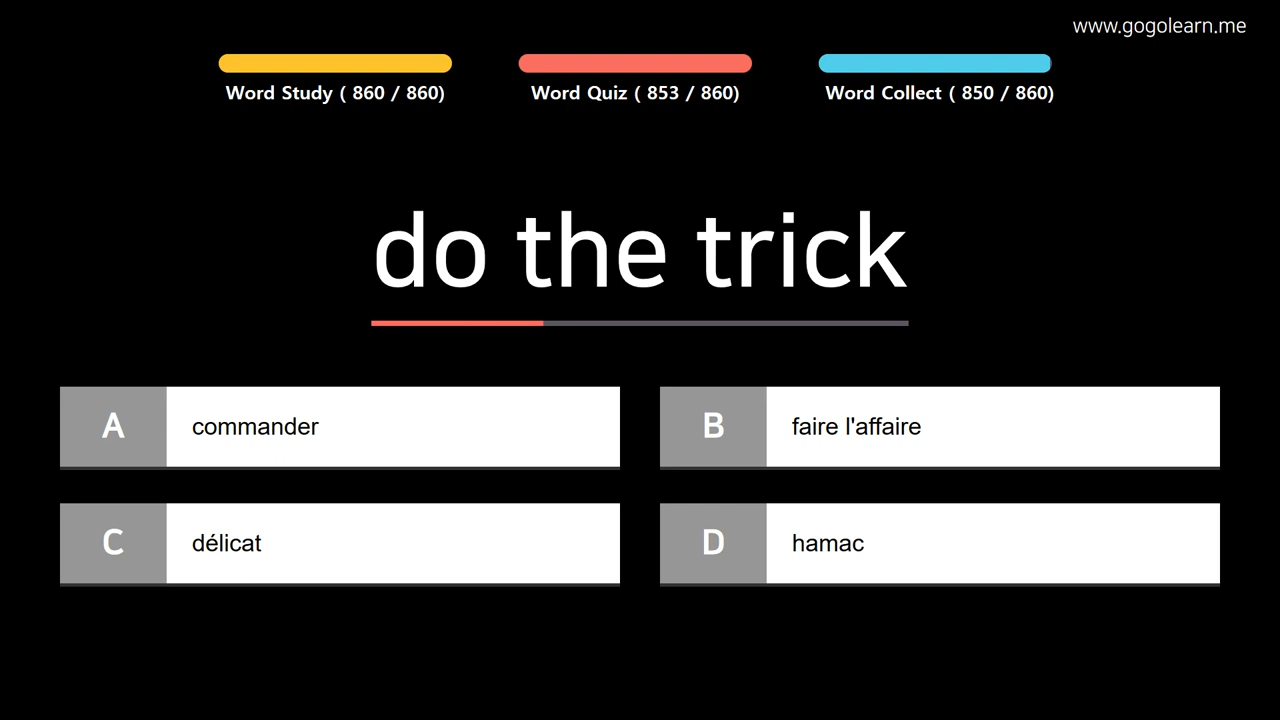 www.gogolearn.me
Word Study ( 860 / 860)
Word Quiz ( 853 / 860)
Word Collect ( 850 / 860)
do the trick
A
commander
B
faire l'affaire
C
délicat
D
hamac